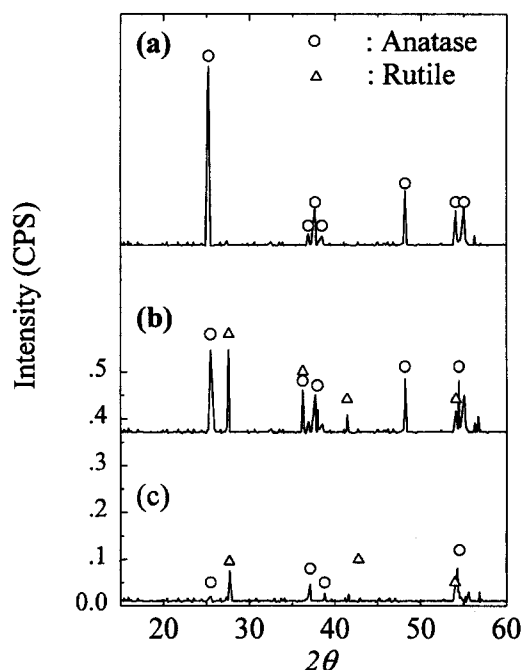 (a)
○ : Anatase
△ : Rutile
Intensity (CPS)
(b)
.5
.4
.3
(c)
.2
.1
0.0
20 30 40 50 60
2θ